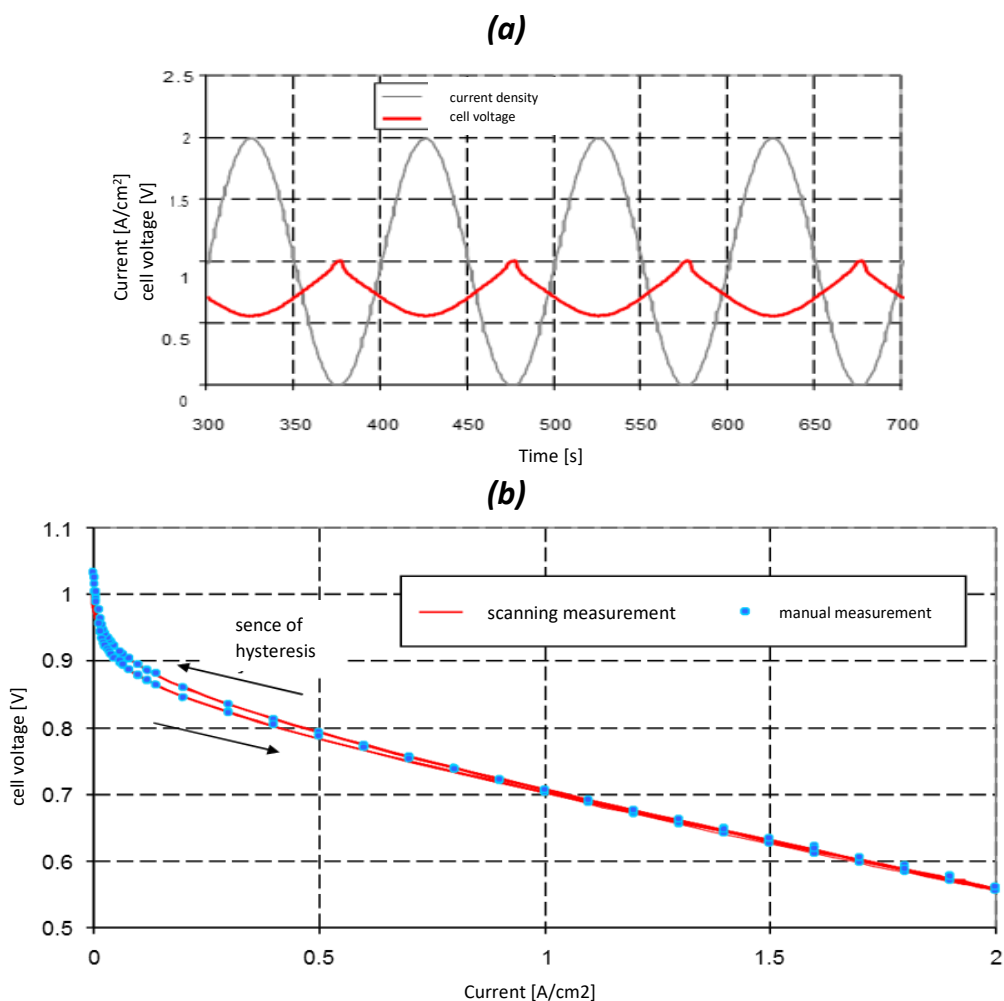 (a)
2.5
2
1.5
1
0.5
0
Current [A/cm²]
cell voltage [V]
current density
cell voltage
300 350 400 450 500 550 600 650 700
Time [s]
(b)
1.1
1
0.9
0.8
0.7
0.6
0.5
cell voltage [V]
scanning measurement manual measurement
sence of
hysteresis
0 0.5 1 1.5 2
Current [A/cm2]